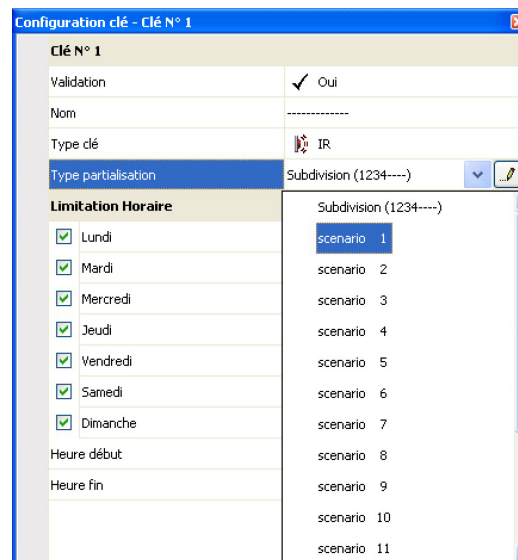 Configuration clé - Clé N° 1
Clé N° 1
Validation Oui
Nom -------------
Type clé IR
Type partialisation Subdivision (1234----)
Limitation Horaire Subdivision (1234----)
Lundi scenario 1
Mardi scenario 2
Mercredi scenario 3
Jeudi scenario 4
Vendredi scenario 5
Samedi scenario 6
Dimanche scenario 7
Heure début scenario 8
Heure fin scenario 9
scenario 10
scenario 11